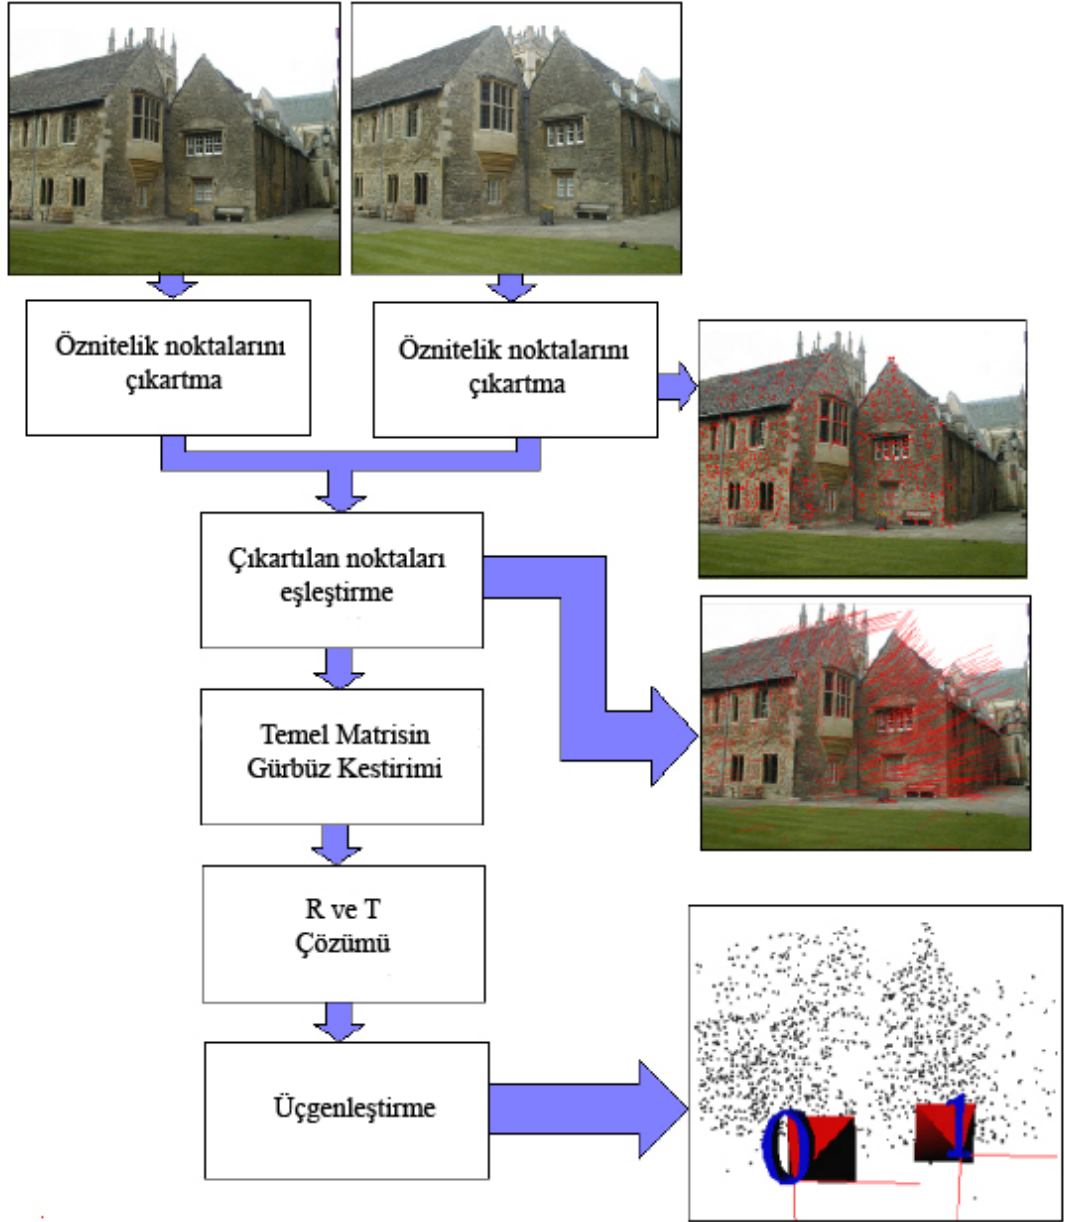 Öznitelik noktalarını
çıkartma
Öznitelik noktalarını
çıkartma
Çıkartılan noktaları
eşleştirme
Temel Matrisin
Gürbüz Kestirimi
R ve T
Çözümü
Üçgenleştirme
0
1